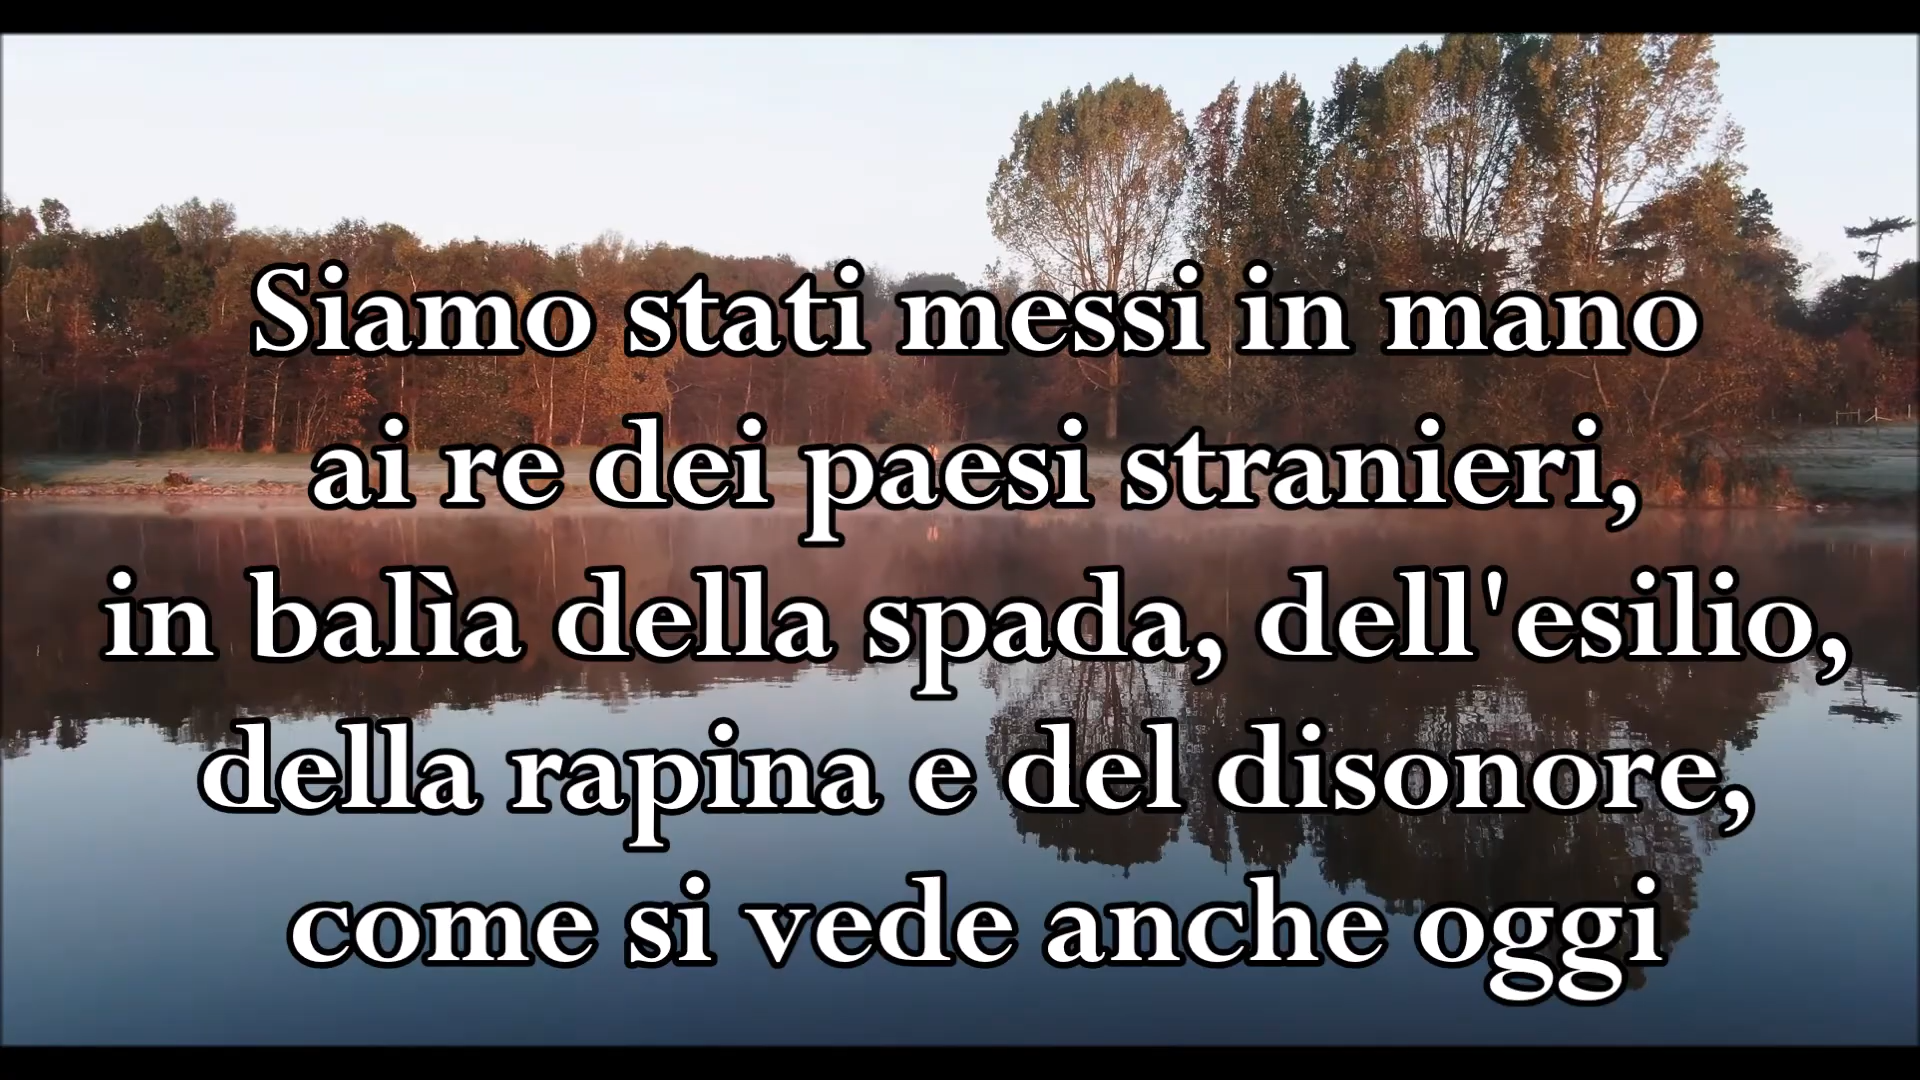 Siamo stati messi in mano
ai re dei paesi stranieri,
in balìa della spada, dell'esilio,
della rapina e del disonore,
come si vede anche oggi